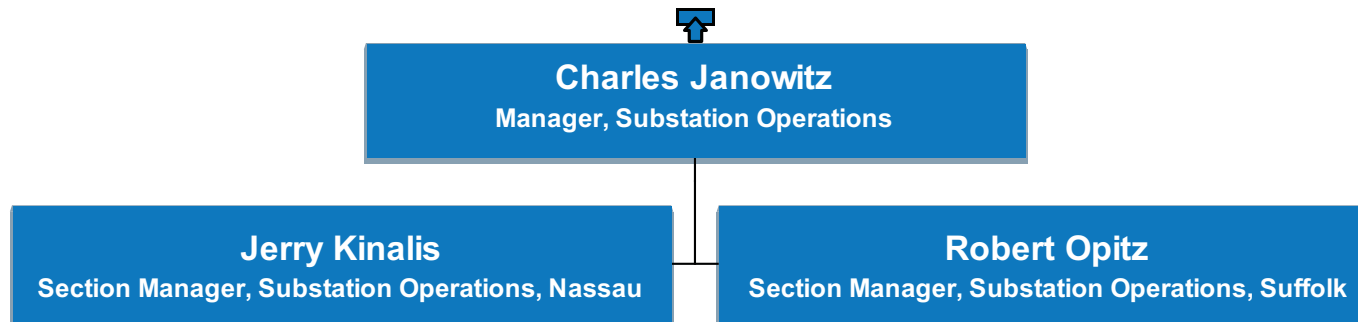 Charles Janowitz
Manager, Substation Operations
Jerry Kinalis
Section Manager, Substation Operations, Nassau
Robert Opitz
Section Manager, Substation Operations, Suffolk